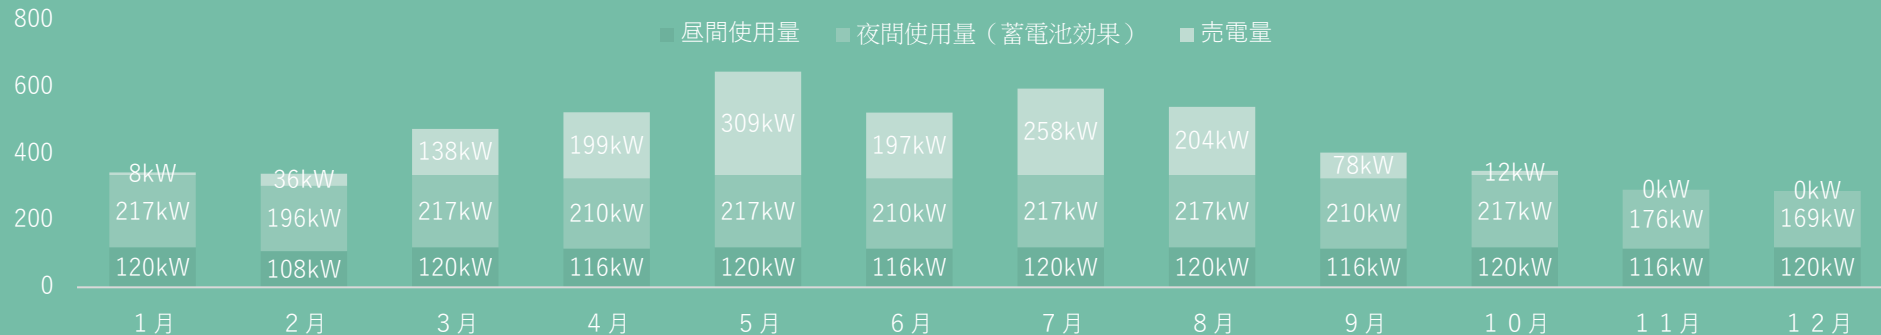 800
昼間使用量 夜間使用量（蓄電池効果） 売電量
600
400
200
0
8kW 36kW 138kW 199kW 309kW 197kW 258kW 204kW 78kW 12kW 0kW 0kW
217kW 196kW 217kW 210kW 217kW 210kW 217kW 217kW 210kW 217kW 176kW 169kW
120kW 108kW 120kW 116kW 120kW 116kW 120kW 120kW 116kW 120kW 116kW 120kW
1月 2月 3月 4月 5月 6月 7月 8月 9月 １０月 １１月 １２月